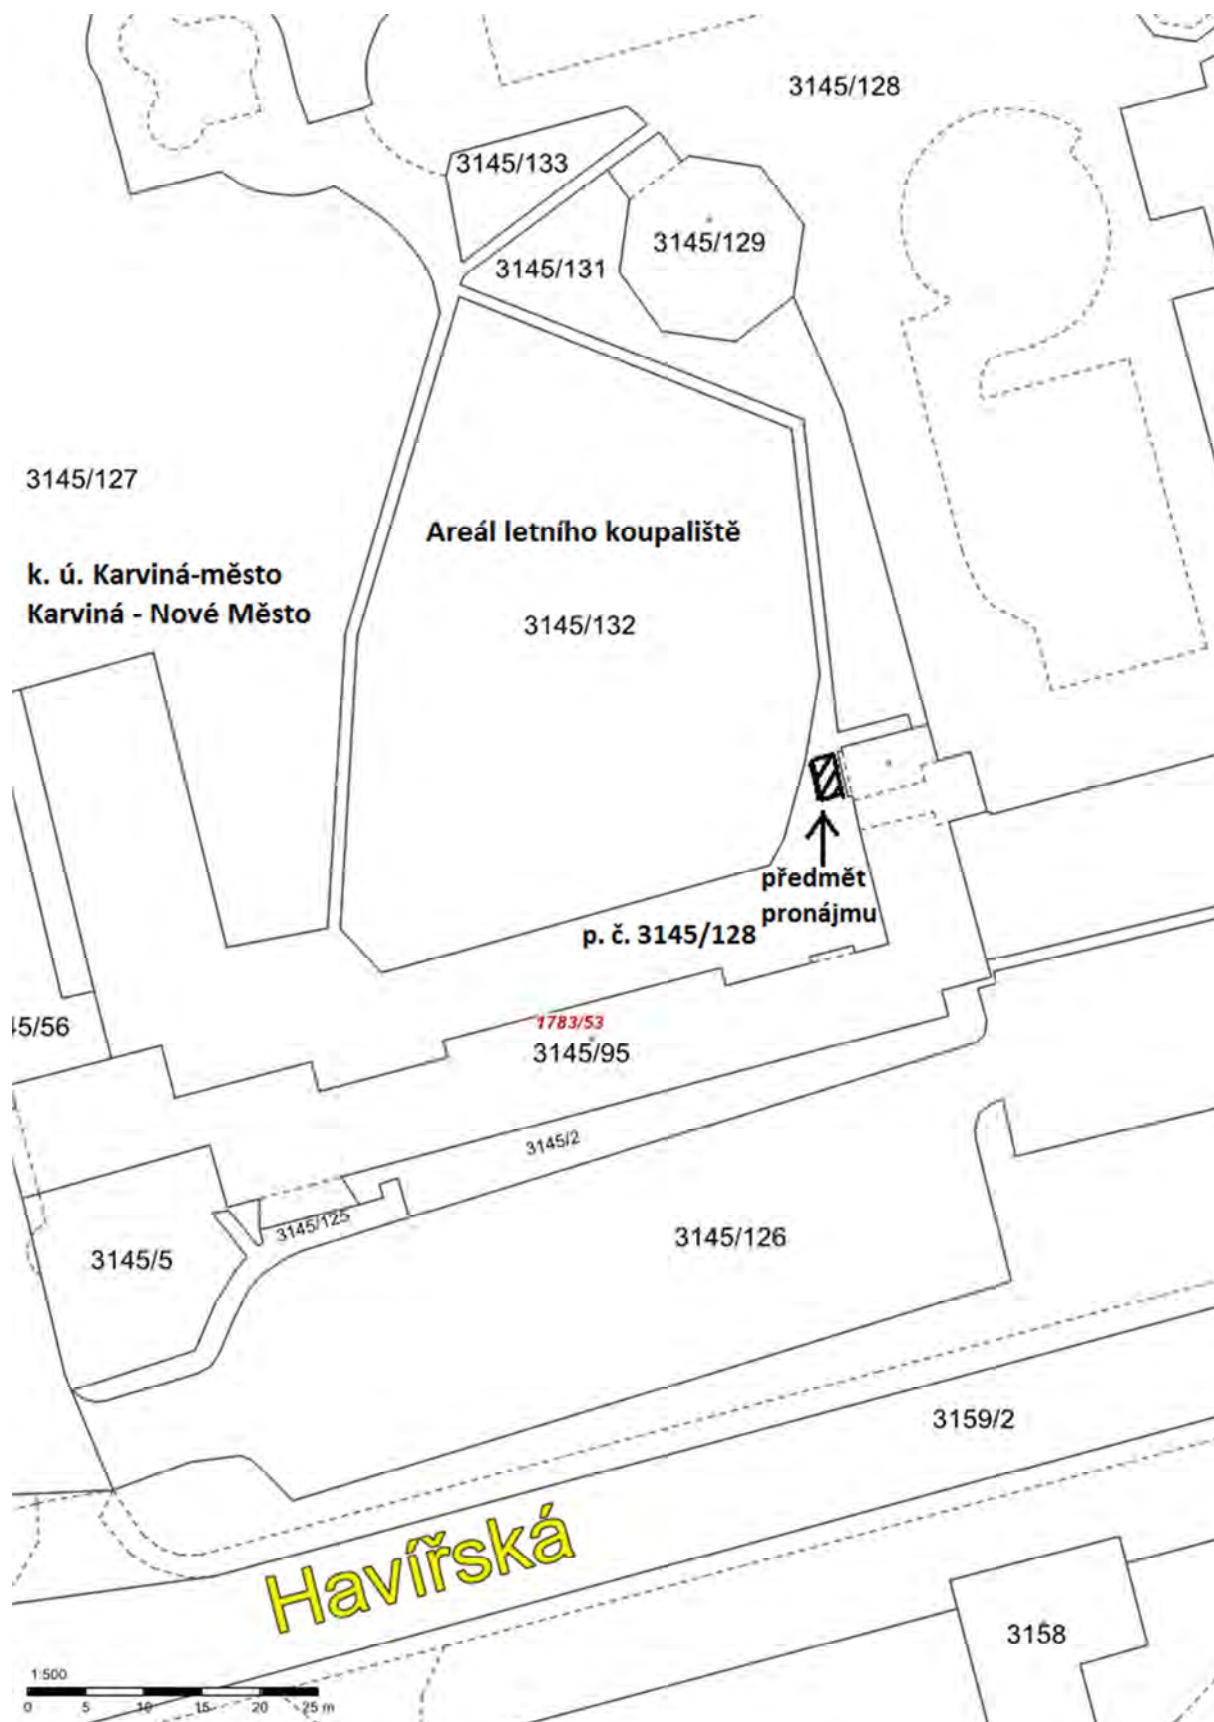 3145/128
3145/133
3145/129
3145/131
3145/127
Areál letního koupaliště
k. ú. Karviná-město
Karviná - Nové Město
3145/132
předmět
pronájmu
p. č. 3145/128
1783/53
45/56
3145/95
3145/2
3145/125
3145/5
3145/126
3159/2
Havířská
3158
1:500
0 5 10 15 20 25 m